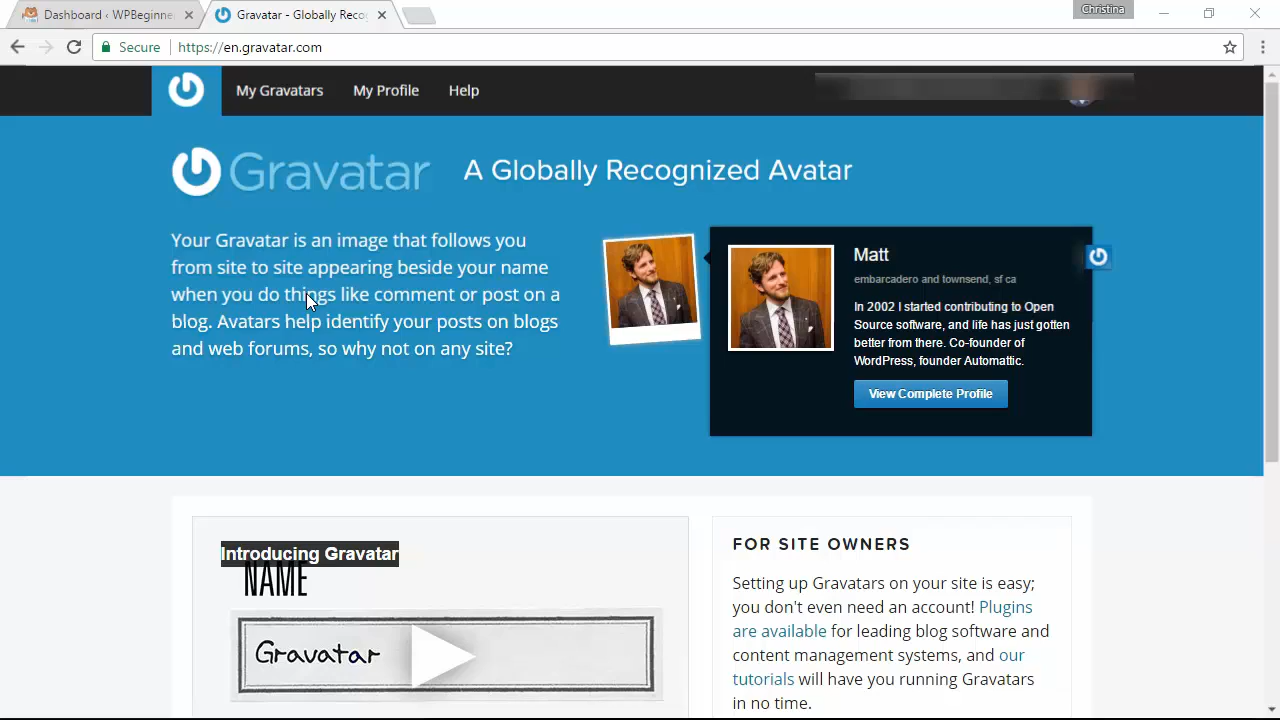 Dashboard ‹ WPBeginne
Gravatar - Globally Reco
Christina
Secure
https://en.gravatar.com
My Gravatars
My Profile
Help
Gravatar
A Globally Recognized Avatar
Your Gravatar is an image that follows you
from site to site appearing beside your name
when you do things like comment or post on a
blog. Avatars help identify your posts on blogs
and web forums, so why not on any site?
Matt
embarcadero and townsend, sf ca
In 2002 I started contributing to Open
Source software, and life has just gotten
better from there. Co-founder of
WordPress, founder Automattic.
View Complete Profile
Introducing Gravatar
NAME
Gravatar
FOR SITE OWNERS
Setting up Gravatars on your site is easy;
you don't even need an account! Plugins
are available for leading blog software and
content management systems, and our
tutorials will have you running Gravatars
in no time.